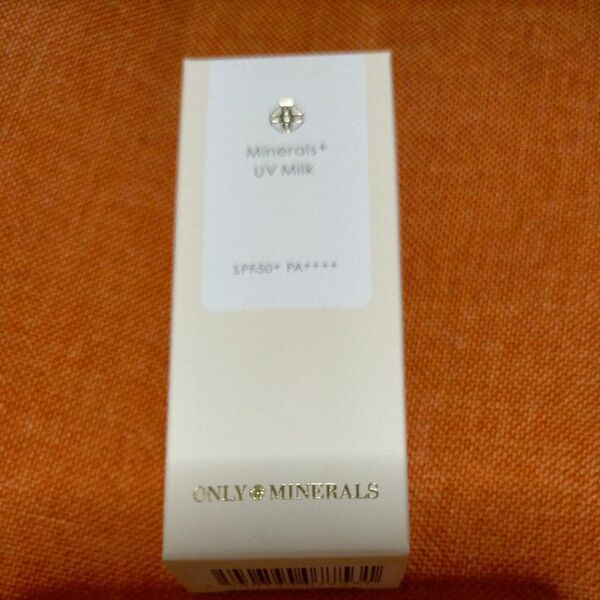 Minerals+
UV Milk
SPF50+ PA++++
ONLY MINERALS